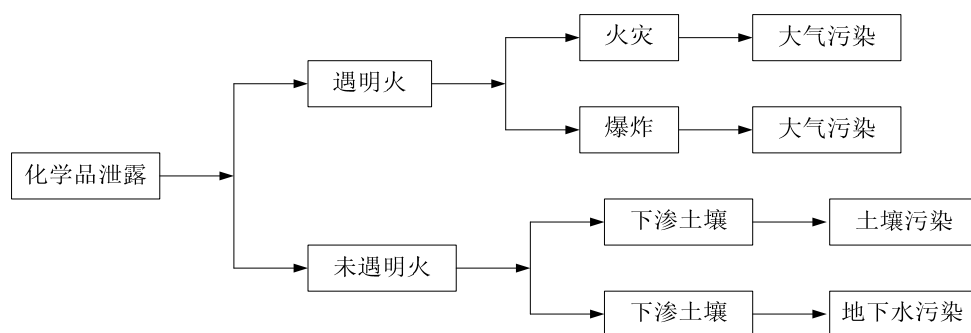 火灾
大气污染
遇明火
爆炸
大气污染
化学品泄露
下渗土壤
土壤污染
未遇明火
下渗土壤
地下水污染